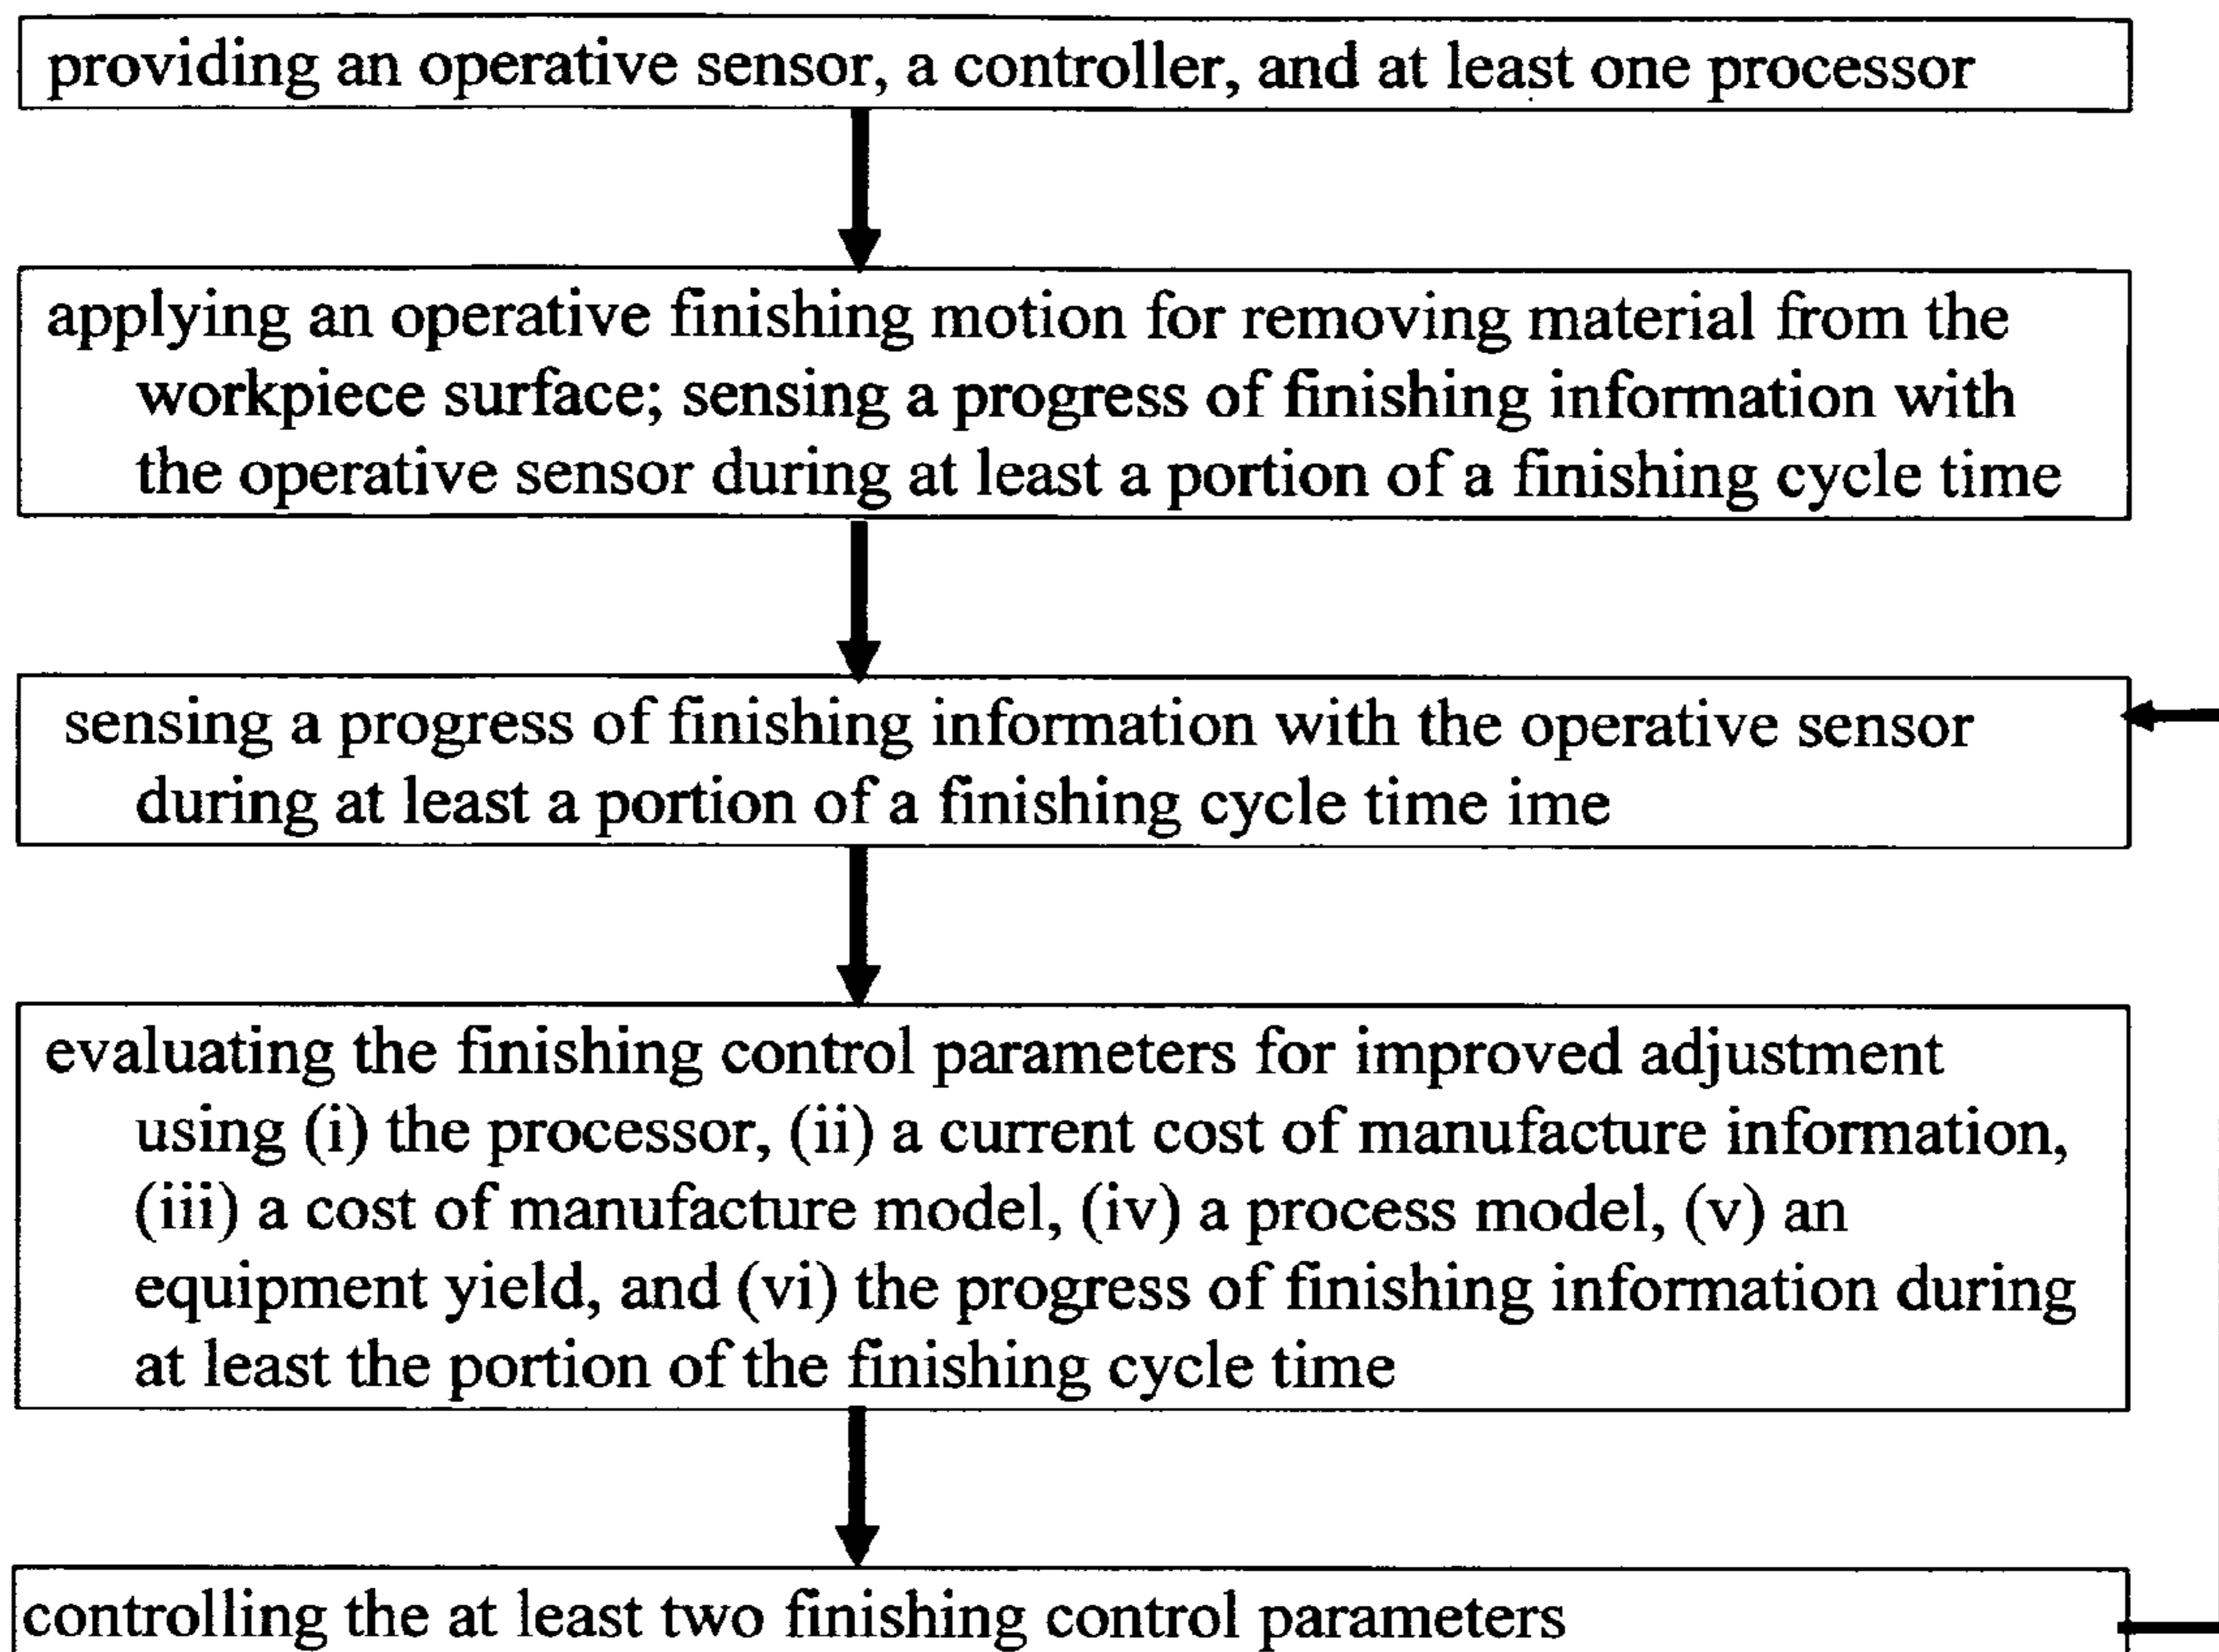 providing an operative sensor, a controller, and at least one processor
applying an operative finishing motion for removing material from the
workpiece surface; sensing a progress of finishing information with
the operative sensor during at least a portion of a finishing cycle time
sensing a progress of finishing information with the operative sensor
during at least a portion of a finishing cycle time ime
evaluating the finishing control parameters for improved adjustment
using (i) the processor, (ii) a current cost of manufacture information,
(iii) a cost of manufacture model, (iv) a process model, (v) an
equipment yield, and (vi) the progress of finishing information during
at least the portion of the finishing cycle time
controlling the at least two finishing control parameters